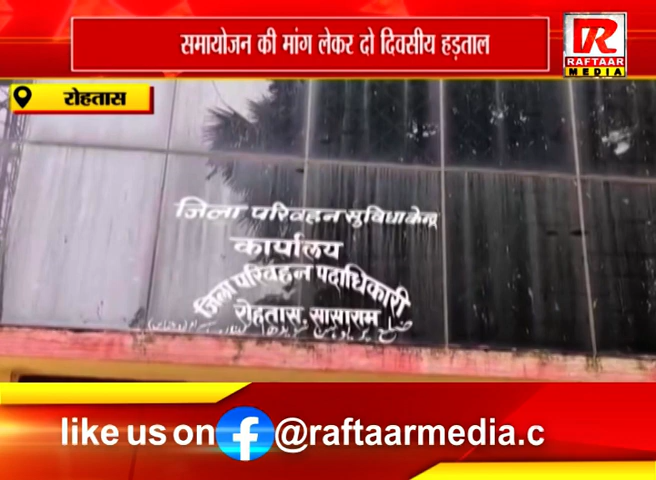 समायोजन की मांग लेकर दो दिवसीय हड़ताल
R
RAFTAAR
MEDIA
रोहतास
जिला परिवहन सुविधा केन्द्र
कार्यालय
जिला परिवहन पदाधिकारी
रोहतास, सासाराम
like us on f @raftaarmedia.c